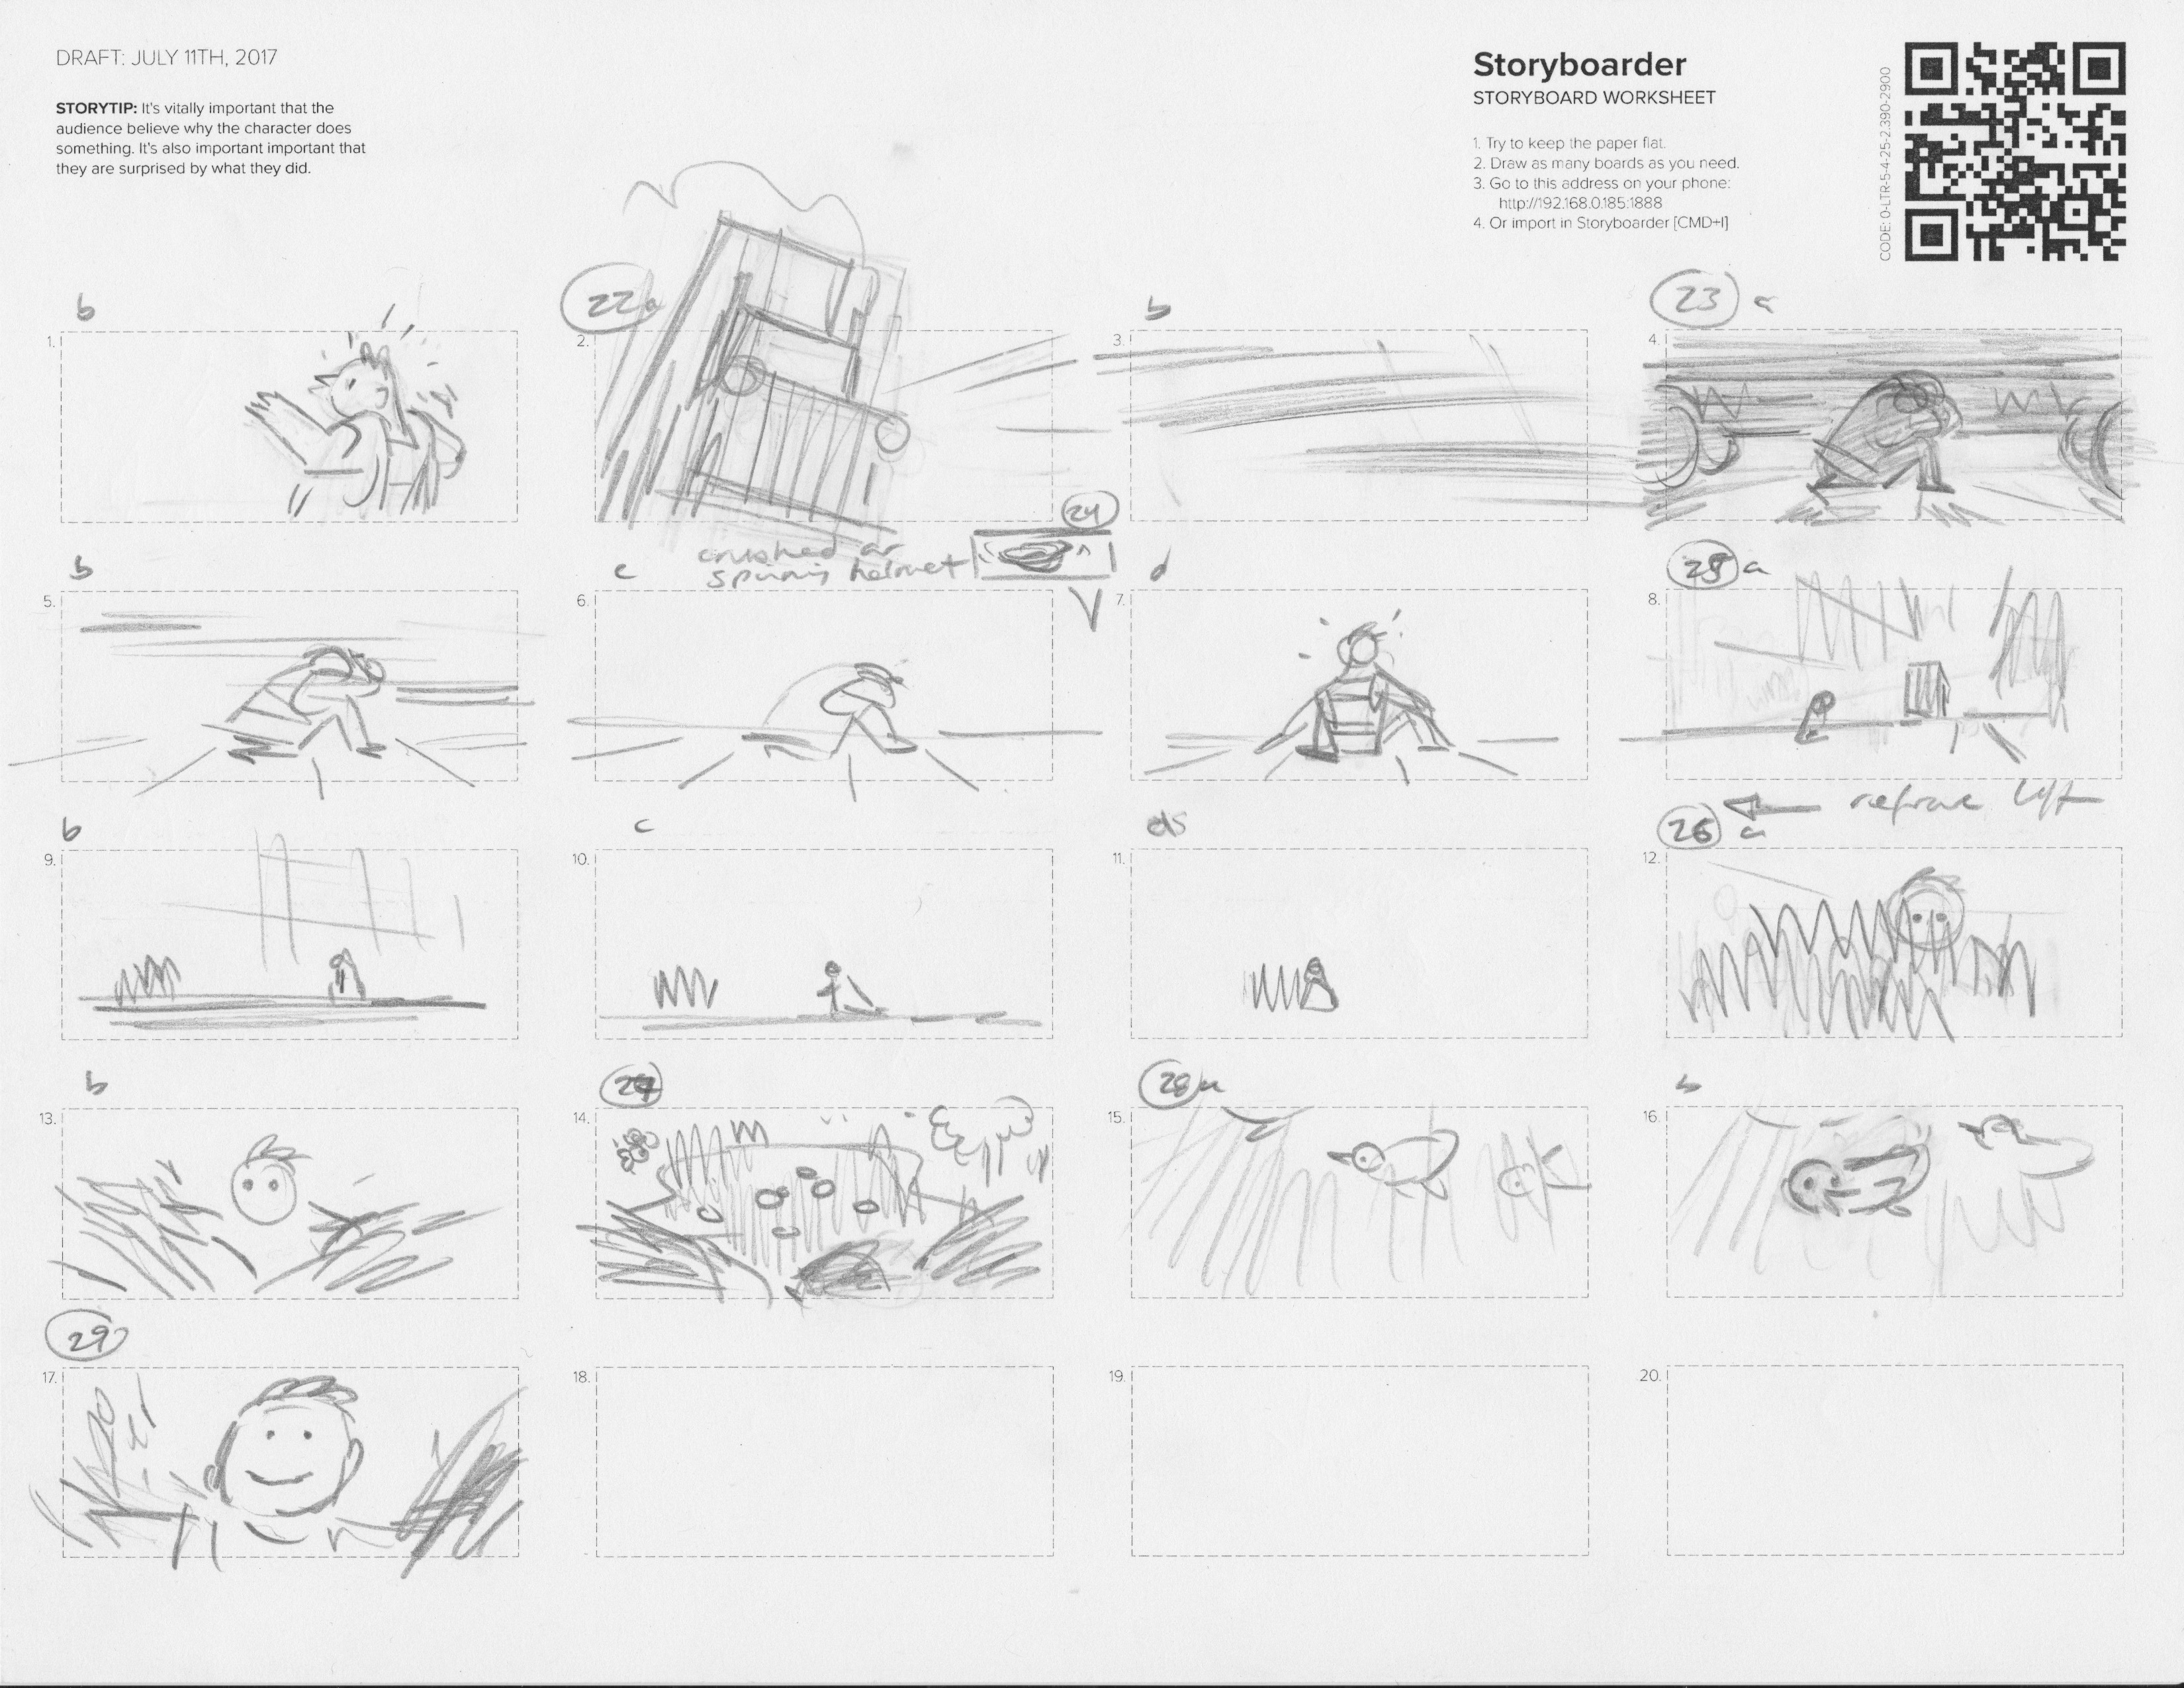 DRAFT: JULY 11TH, 2017
STORYTIP: It's vitally important that the
audience believe why the character does
something. It's also important important that
they are surprised by what they did.
Storyboarder
STORYBOARD WORKSHEET
1. Try to keep the paper flat.
2. Draw as many boards as you need.
3. Go to this address on your phone:
http://192.168.0.185:1888
4. Or import in Storyboarder [CMD+I]
CODE: 0-LTR-5-4-25-2.390-2900
b
22a
b
23 a
1.
2.
3.
4.
24
crushed or
spinning helmet
b
c
d
25 a
5.
6.
7.
8.
reframe left
b
c
d
26 a
9.
10.
11.
12.
b
27
28a
b
13.
14.
15.
16.
29
17.
18.
19.
20.